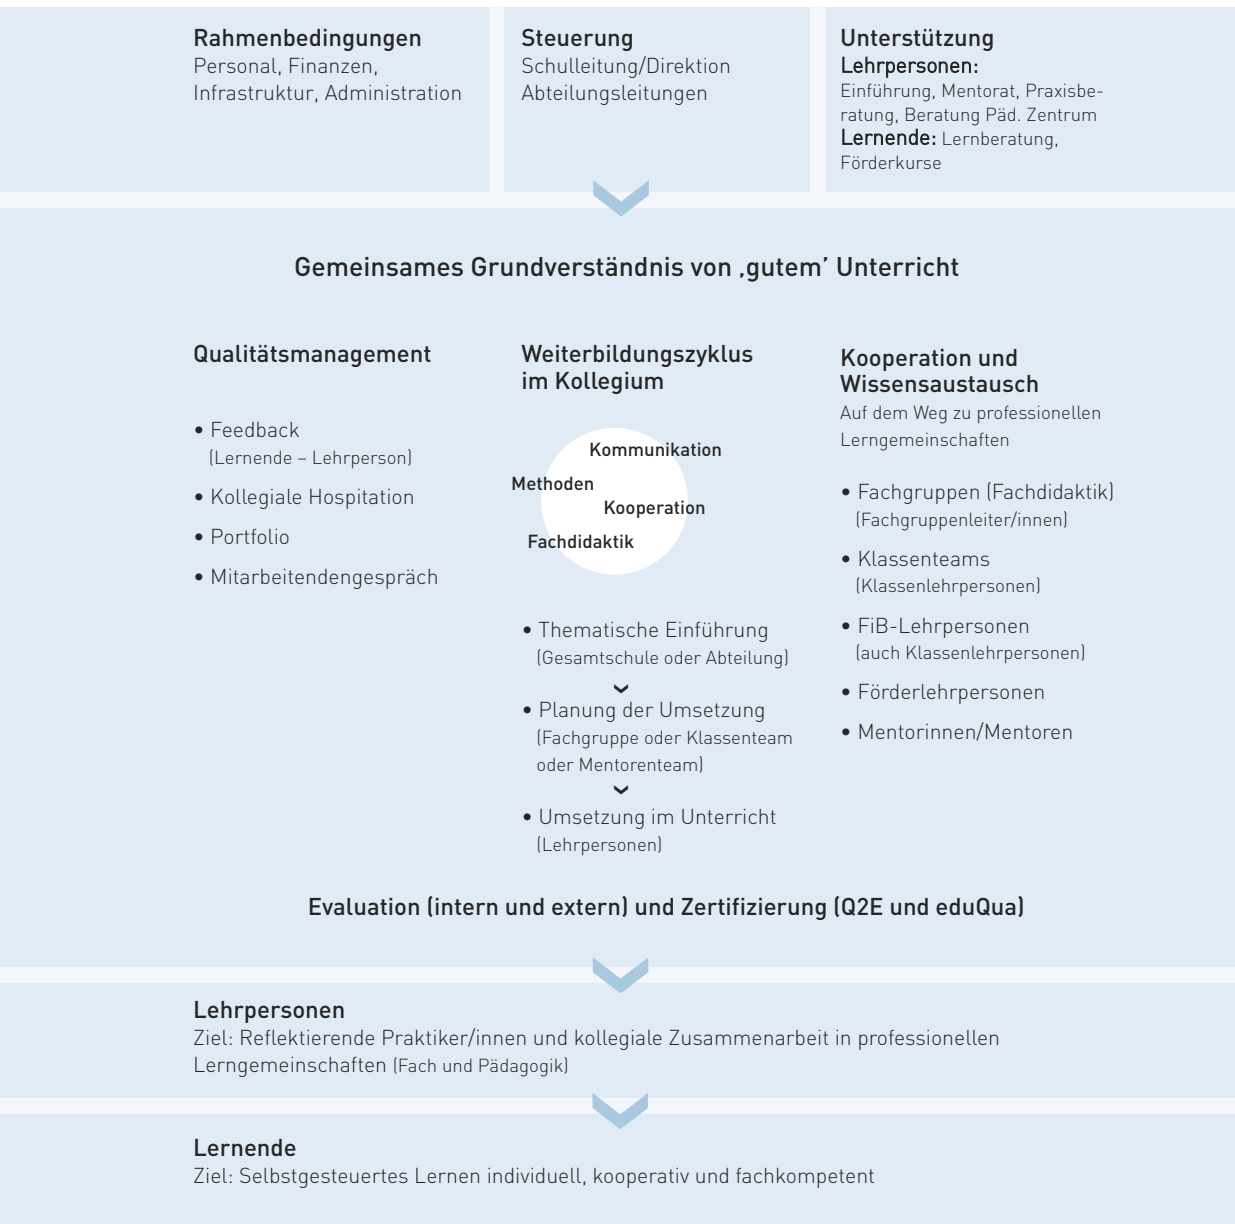 Rahmenbedingungen
Personal, Finanzen,
Infrastruktur, Administration
Steuerung
Schulleitung/Direktion
Abteilungsleitungen
Unterstützung
Lehrpersonen:
Einführung, Mentorat, Praxisbe-
ratung, Beratung Päd. Zentrum
Lernende: Lernberatung,
Förderkurse
Gemeinsames Grundverständnis von ‚gutem’ Unterricht
Qualitätsmanagement
• Feedback
(Lernende – Lehrperson)
• Kollegiale Hospitation
• Portfolio
• Mitarbeitendengespräch
Weiterbildungszyklus
im Kollegium
Kommunikation
Methoden
Kooperation
Fachdidaktik
• Thematische Einführung
(Gesamtschule oder Abteilung)
• Planung der Umsetzung
(Fachgruppe oder Klassenteam
oder Mentorenteam)
• Umsetzung im Unterricht
(Lehrpersonen)
Kooperation und
Wissensaustausch
Auf dem Weg zu professionellen
Lerngemeinschaften
• Fachgruppen (Fachdidaktik)
(Fachgruppenleiter/innen)
• Klassenteams
(Klassenlehrpersonen)
• FiB-Lehrpersonen
(auch Klassenlehrpersonen)
• Förderlehrpersonen
• Mentorinnen/Mentoren
Evaluation (intern und extern) und Zertifizierung (Q2E und eduQua)
Lehrpersonen
Ziel: Reflektierende Praktiker/innen und kollegiale Zusammenarbeit in professionellen
Lerngemeinschaften (Fach und Pädagogik)
Lernende
Ziel: Selbstgesteuertes Lernen individuell, kooperativ und fachkompetent